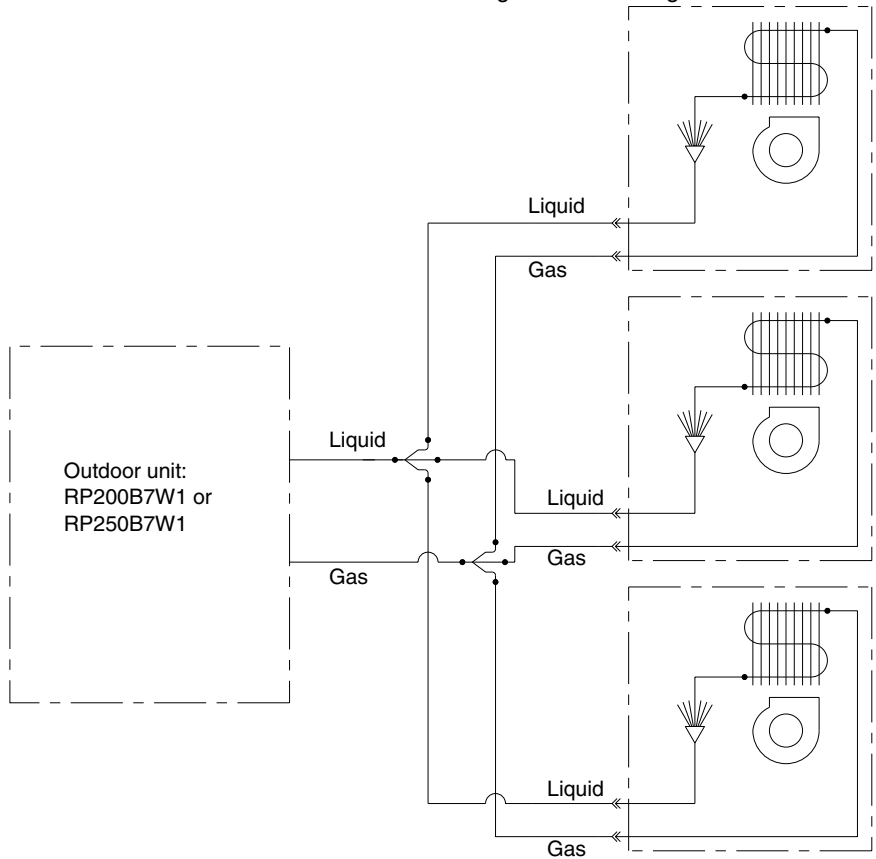 Liquid
Gas
Liquid
Outdoor unit:
RP200B7W1 or
RP250B7W1
Liquid
Gas
Gas
Liquid
Gas